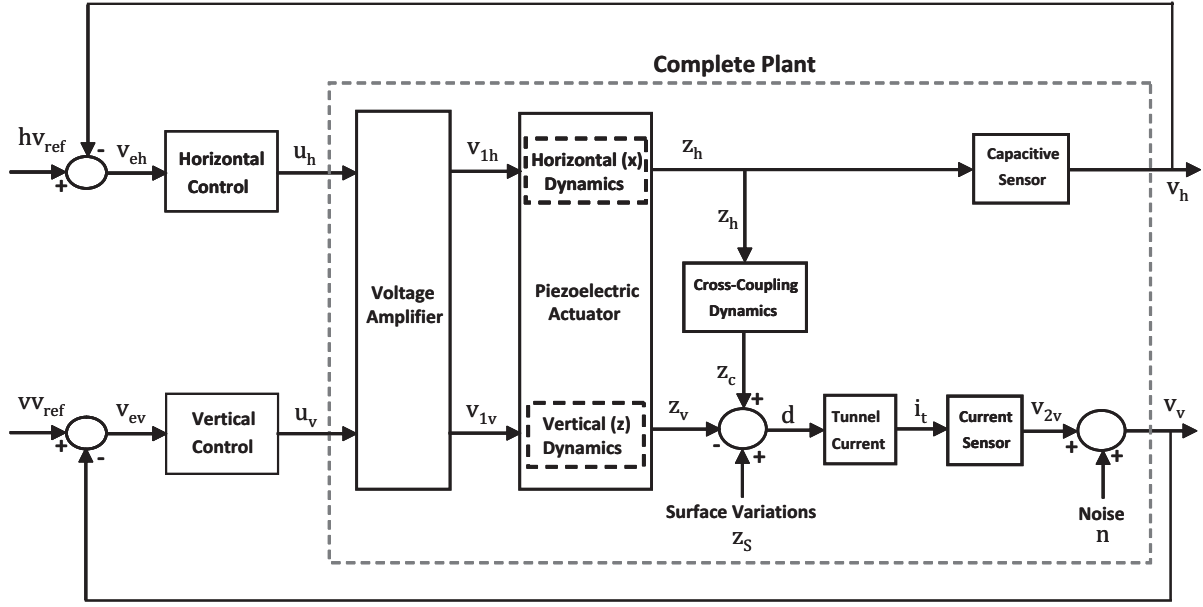 Complete Plant
hv_ref
+
-
v_eh
Horizontal
Control
u_h
v_1h
Horizontal (x)
Dynamics
z_h
Capacitive
Sensor
v_h
z_h
Voltage
Amplifier
Piezoelectric
Actuator
Cross-Coupling
Dynamics
z_c
vv_ref
+
-
v_ev
Vertical
Control
u_v
v_1v
Vertical (z)
Dynamics
z_v
+
-
+
d
Tunnel
Current
i_t
Current
Sensor
v_2v
+
+
v_v
Surface Variations
z_S
Noise
n